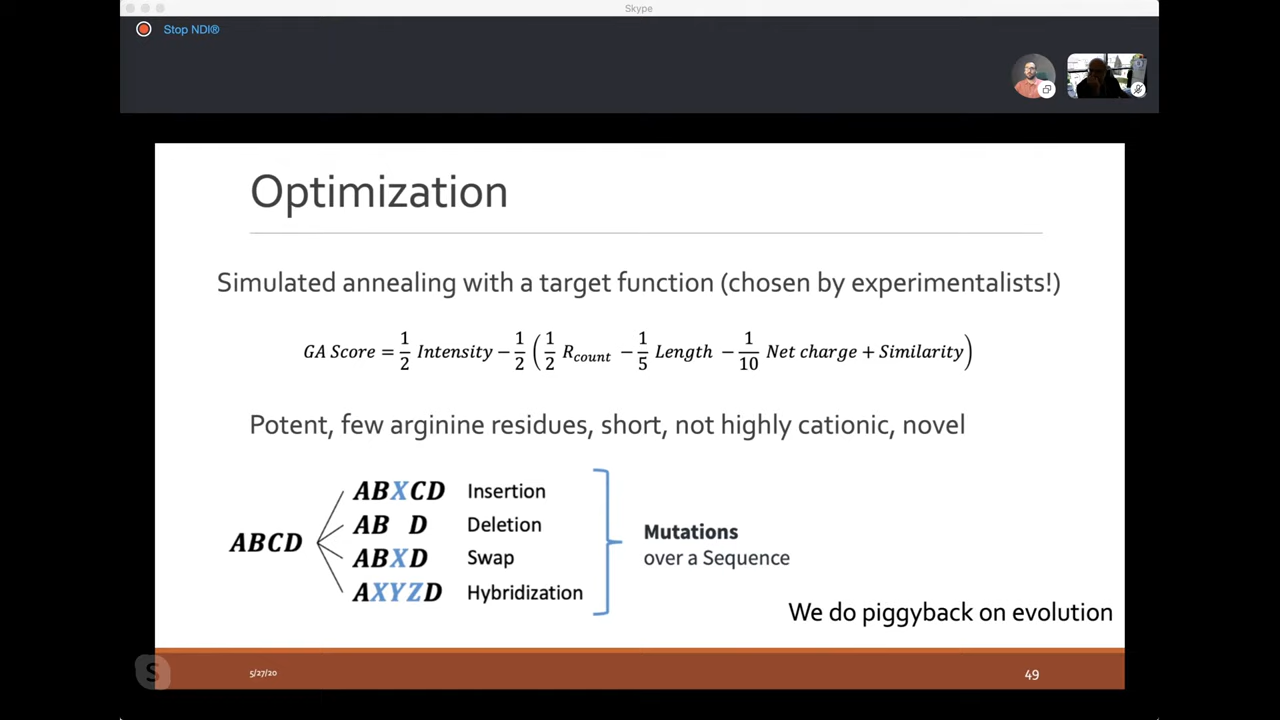 Skype
Stop NDI®
Optimization
Simulated annealing with a target function (chosen by experimentalists!)
GA Score = 1/2 Intensity − 1/2 (1/2 R_count − 1/5 Length − 1/10 Net charge + Similarity)
Potent, few arginine residues, short, not highly cationic, novel
ABXCD Insertion
AB D Deletion
ABCD
ABXD Swap
AXYZD Hybridization
Mutations
over a Sequence
We do piggyback on evolution
S
5/27/20
49